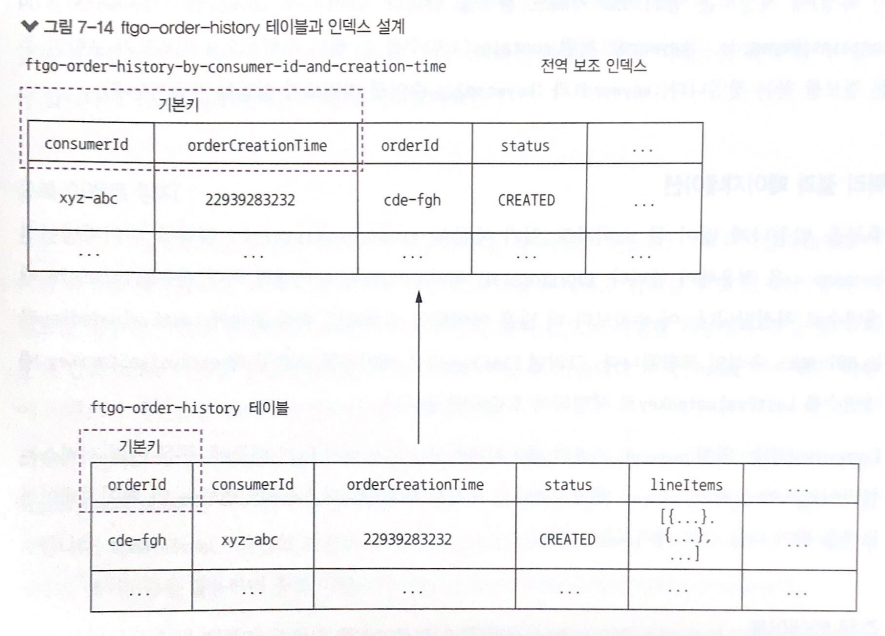 그림 7-14 ftgo-order-history 테이블과 인덱스 설계
ftgo-order-history-by-consumer-id-and-creation-time 전역 보조 인덱스
기본키
consumerId orderCreationTime orderId status ...
xyz-abc 22939283232 cde-fgh CREATED ...
... ... ... ... ...
ftgo-order-history 테이블
기본키
orderId consumerId orderCreationTime status lineItems ...
[{...},
cde-fgh xyz-abc 22939283232 CREATED {...}, ...
...]
... ... ... ... ... ...